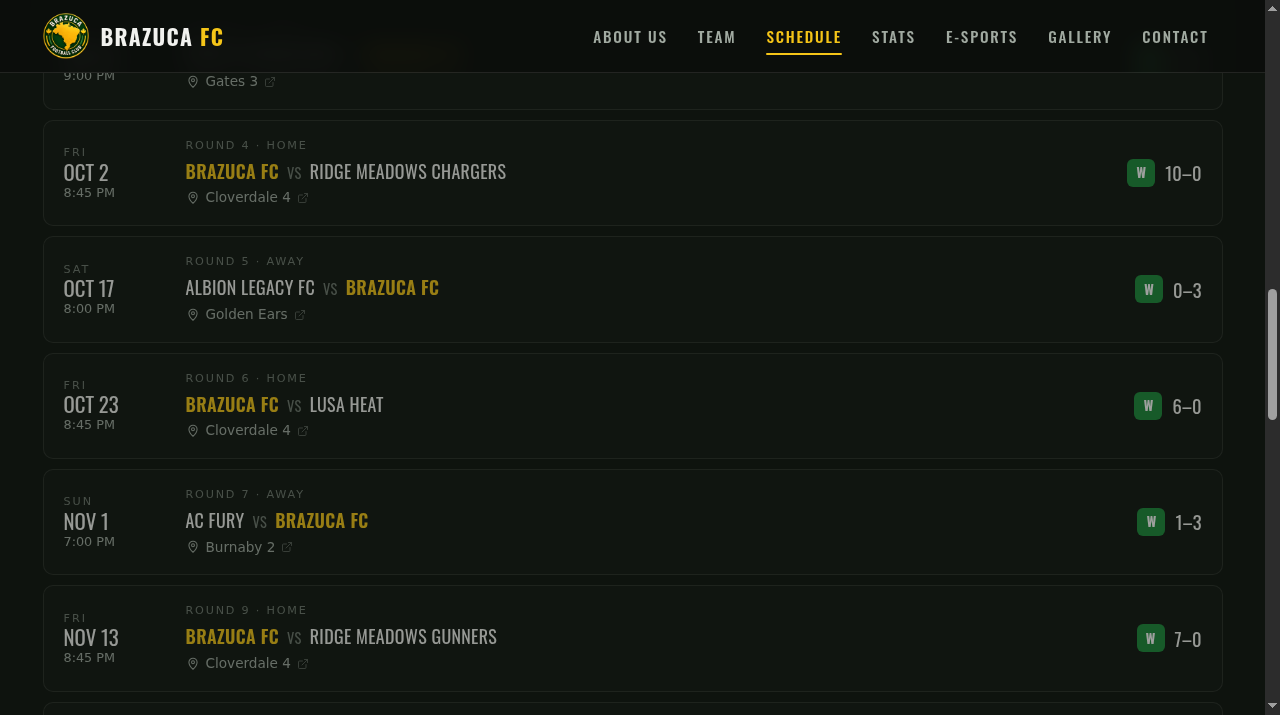 BRAZUCA
FOOTBALL CLUB
BRAZUCA FC
ABOUT US TEAM SCHEDULE STATS E-SPORTS GALLERY CONTACT
9:00 PM
Gates 3
FRI
OCT 2
8:45 PM
ROUND 4 · HOME
BRAZUCA FC VS RIDGE MEADOWS CHARGERS
Cloverdale 4
W 10–0
SAT
OCT 17
8:00 PM
ROUND 5 · AWAY
ALBION LEGACY FC VS BRAZUCA FC
Golden Ears
W 0–3
FRI
OCT 23
8:45 PM
ROUND 6 · HOME
BRAZUCA FC VS LUSA HEAT
Cloverdale 4
W 6–0
SUN
NOV 1
7:00 PM
ROUND 7 · AWAY
AC FURY VS BRAZUCA FC
Burnaby 2
W 1–3
FRI
NOV 13
8:45 PM
ROUND 9 · HOME
BRAZUCA FC VS RIDGE MEADOWS GUNNERS
Cloverdale 4
W 7–0